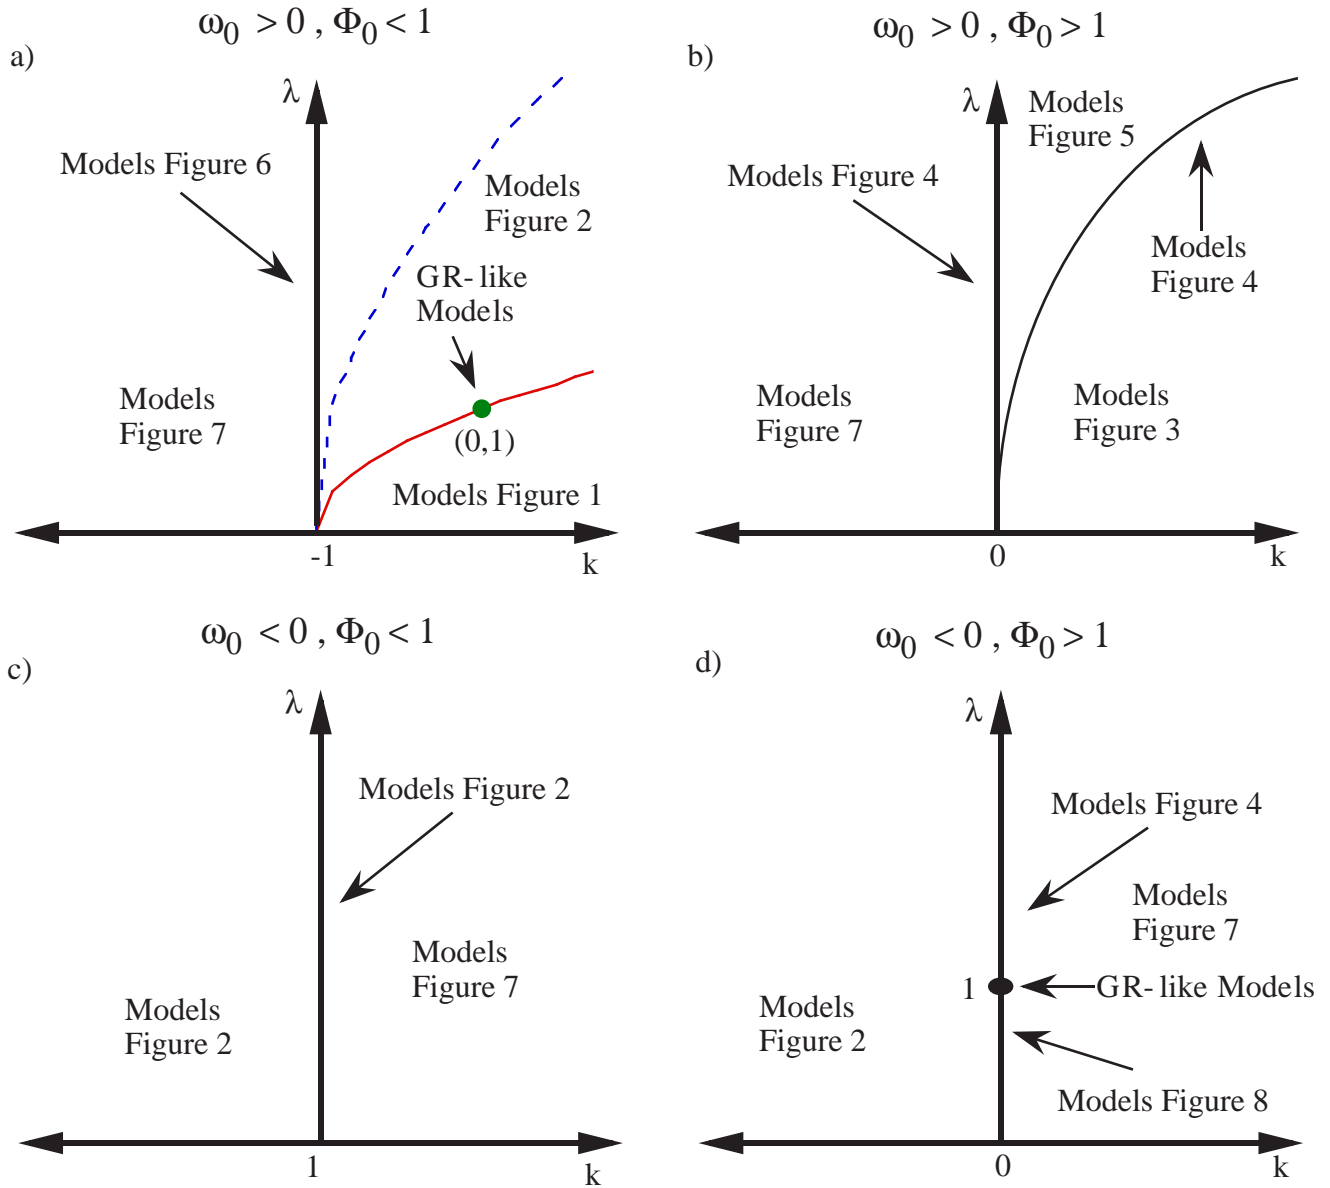 ω₀ > 0 , Φ₀ < 1
a)
λ
Models Figure 6
Models
Figure 2
GR-like
Models
Models
Figure 7
(0,1)
Models Figure 1
-1
k
ω₀ > 0 , Φ₀ > 1
b)
λ
Models
Figure 5
Models Figure 4
Models
Figure 4
Models
Figure 7
Models
Figure 3
0
k
ω₀ < 0 , Φ₀ < 1
c)
λ
Models Figure 2
Models
Figure 7
Models
Figure 2
1
k
ω₀ < 0 , Φ₀ > 1
d)
λ
Models Figure 4
Models
Figure 7
1
GR-like Models
Models
Figure 2
Models Figure 8
0
k